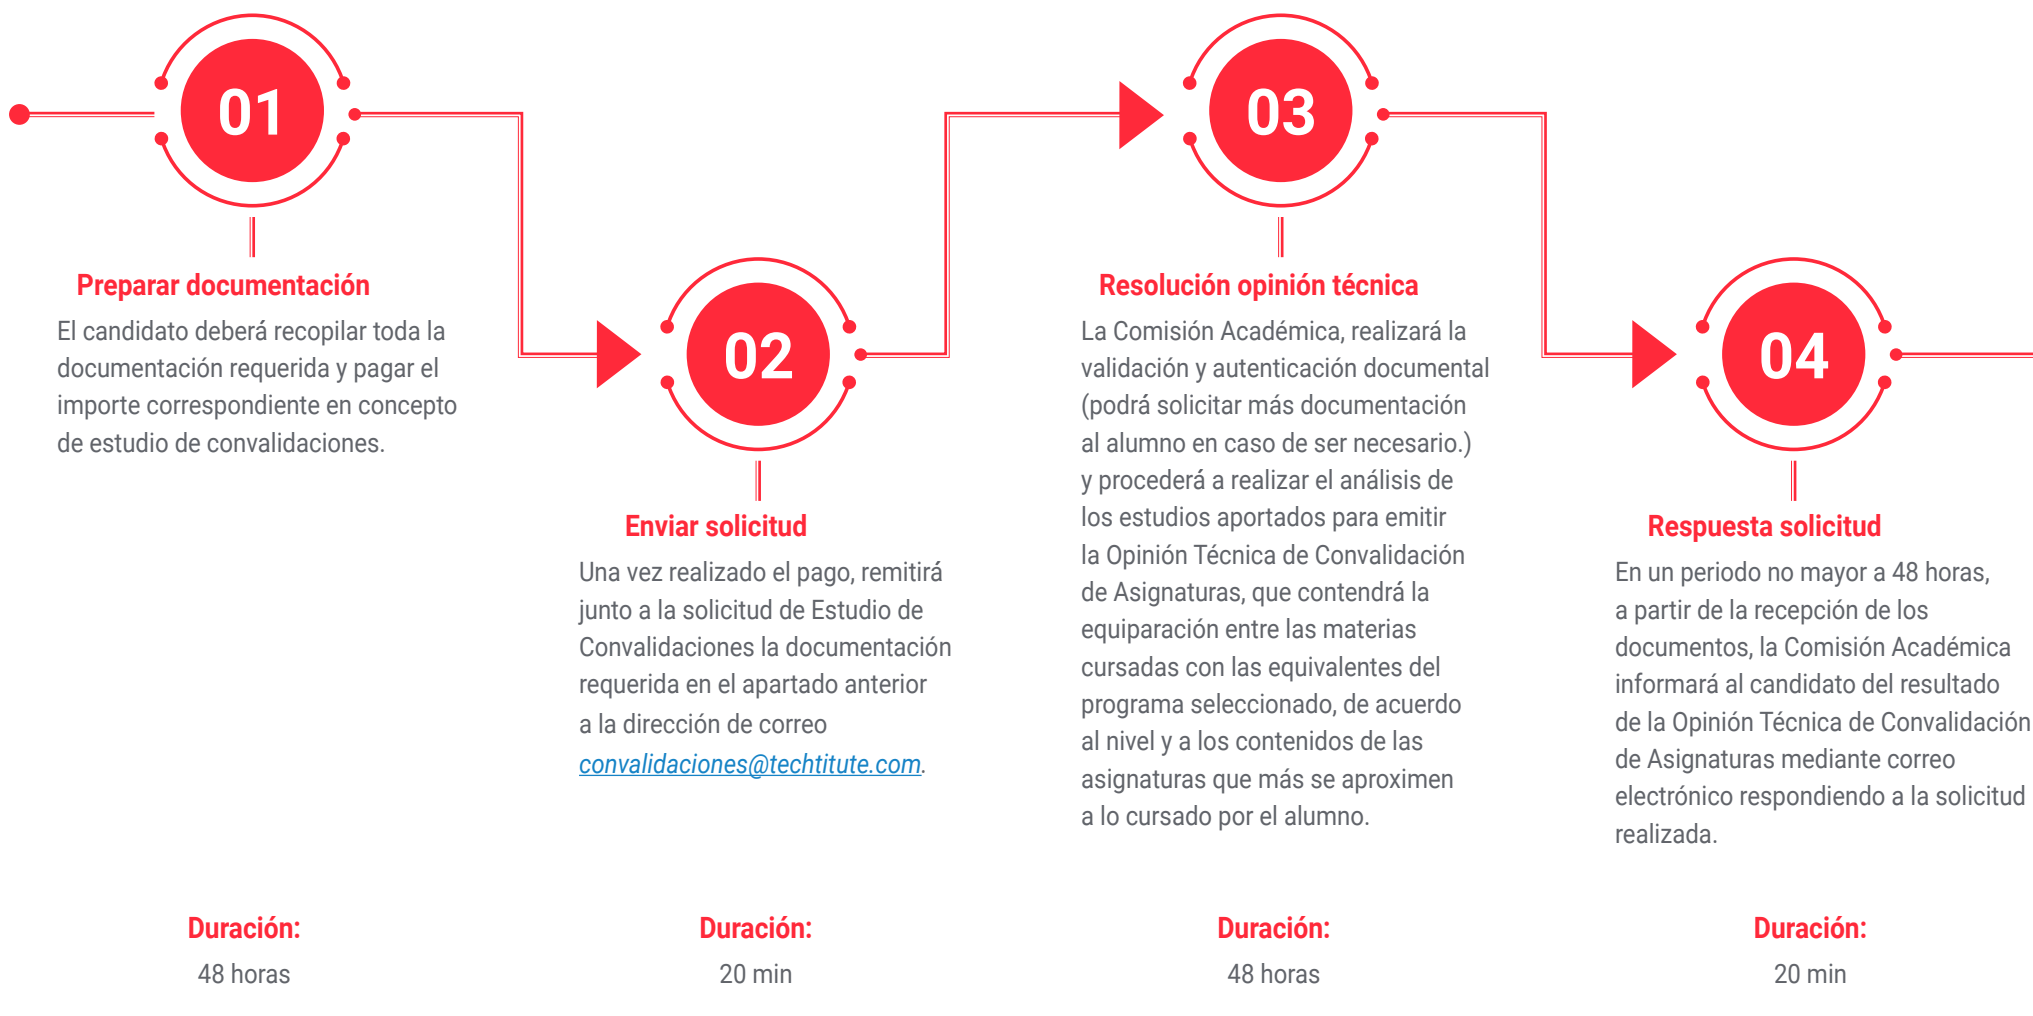 01
Preparar documentación
El candidato deberá recopilar toda la
documentación requerida y pagar el
importe correspondiente en concepto
de estudio de convalidaciones.
Duración:
48 horas
02
Enviar solicitud
Una vez realizado el pago, remitirá
junto a la solicitud de Estudio de
Convalidaciones la documentación
requerida en el apartado anterior
a la dirección de correo
convalidaciones@techtitute.com.
Duración:
20 min
03
Resolución opinión técnica
La Comisión Académica, realizará la
validación y autenticación documental
(podrá solicitar más documentación
al alumno en caso de ser necesario.)
y procederá a realizar el análisis de
los estudios aportados para emitir
la Opinión Técnica de Convalidación
de Asignaturas, que contendrá la
equiparación entre las materias
cursadas con las equivalentes del
programa seleccionado, de acuerdo
al nivel y a los contenidos de las
asignaturas que más se aproximen
a lo cursado por el alumno.
Duración:
48 horas
04
Respuesta solicitud
En un periodo no mayor a 48 horas,
a partir de la recepción de los
documentos, la Comisión Académica
informará al candidato del resultado
de la Opinión Técnica de Convalidación
de Asignaturas mediante correo
electrónico respondiendo a la solicitud
realizada.
Duración:
20 min